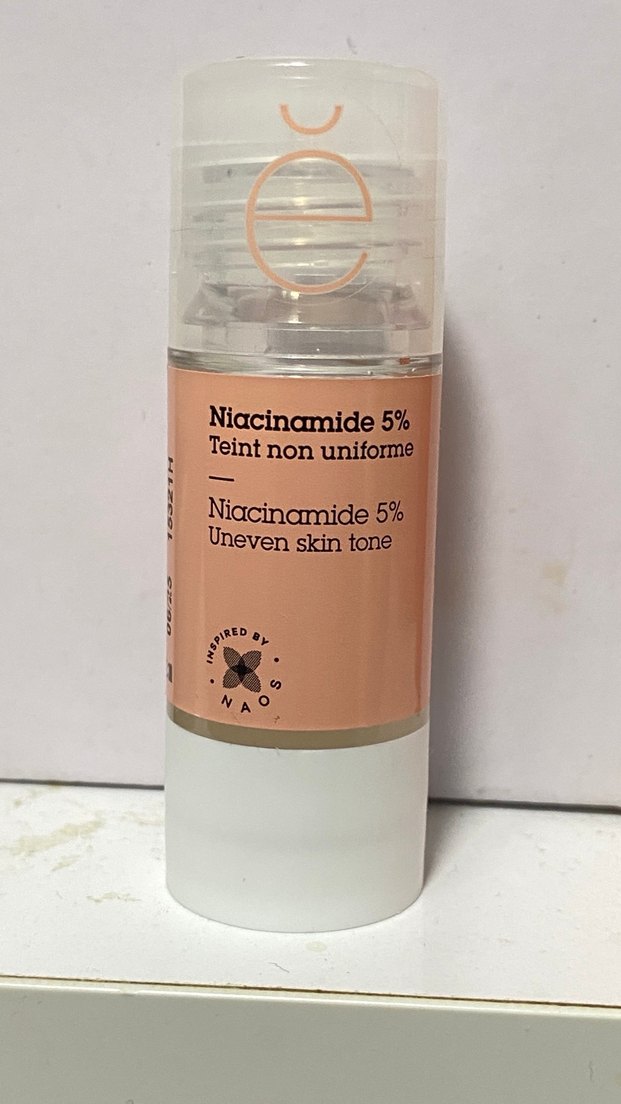 ĕ
Niacinamide 5%
Teint non uniforme
Niacinamide 5%
Uneven skin tone
INSPIRED BY
NAOS